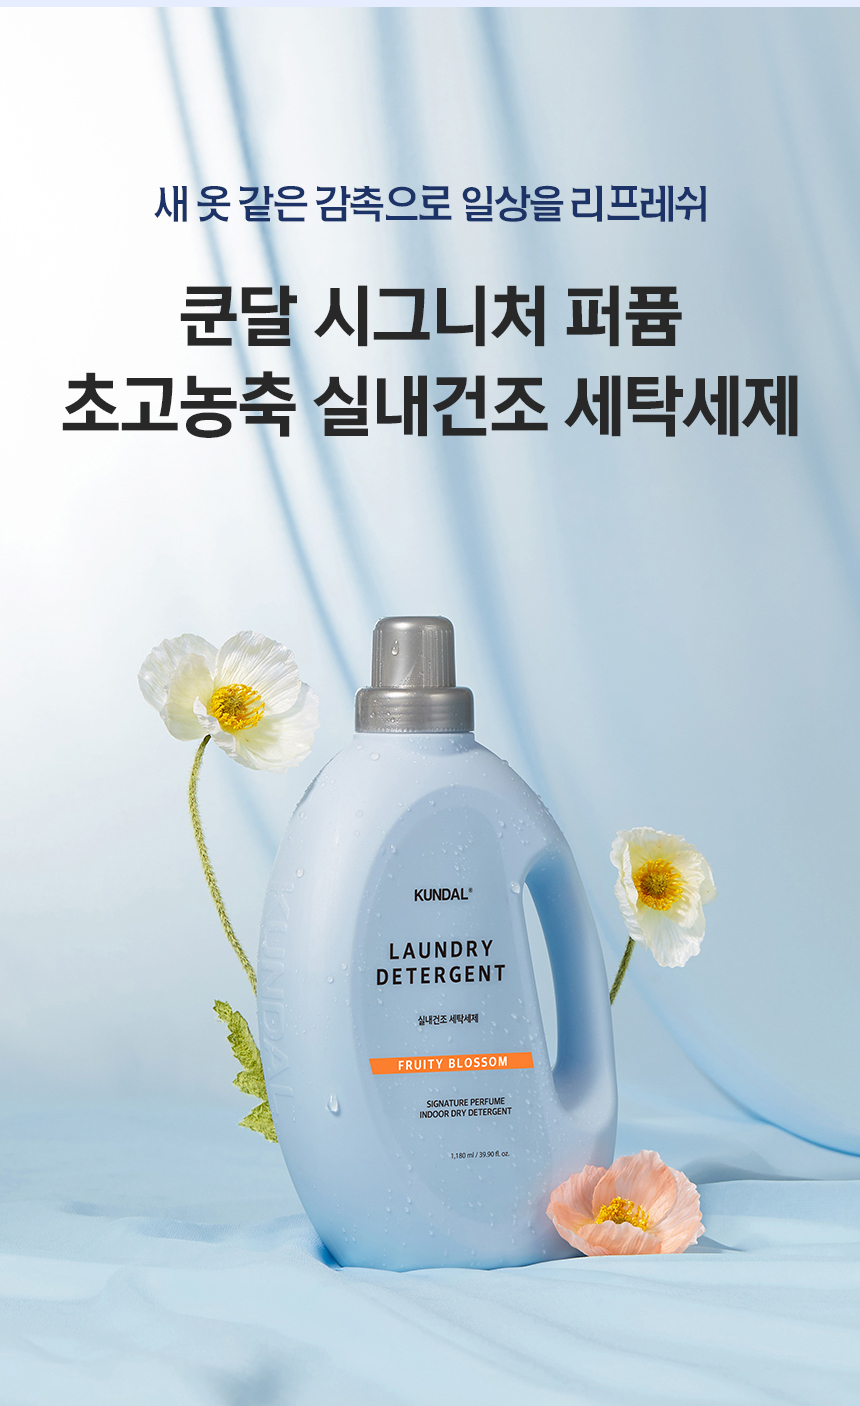 새 옷 같은 감촉으로 일상을 리프레쉬
쿤달 시그니처 퍼퓸
초고농축 실내건조 세탁세제
KUNDAL®
LAUNDRY
DETERGENT
실내건조 세탁세제
FRUITY BLOSSOM
SIGNATURE PERFUME
INDOOR DRY DETERGENT
1,180 ml / 39.90 fl. oz.
KUNDAL